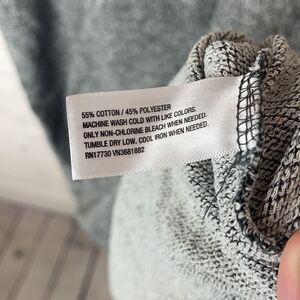 55% COTTON / 45% POLYESTER
MACHINE WASH COLD WITH LIKE COLORS.
ONLY NON-CHLORINE BLEACH WHEN NEEDED.
TUMBLE DRY LOW. COOL IRON WHEN NEEDED.
RN17730 VN3681882